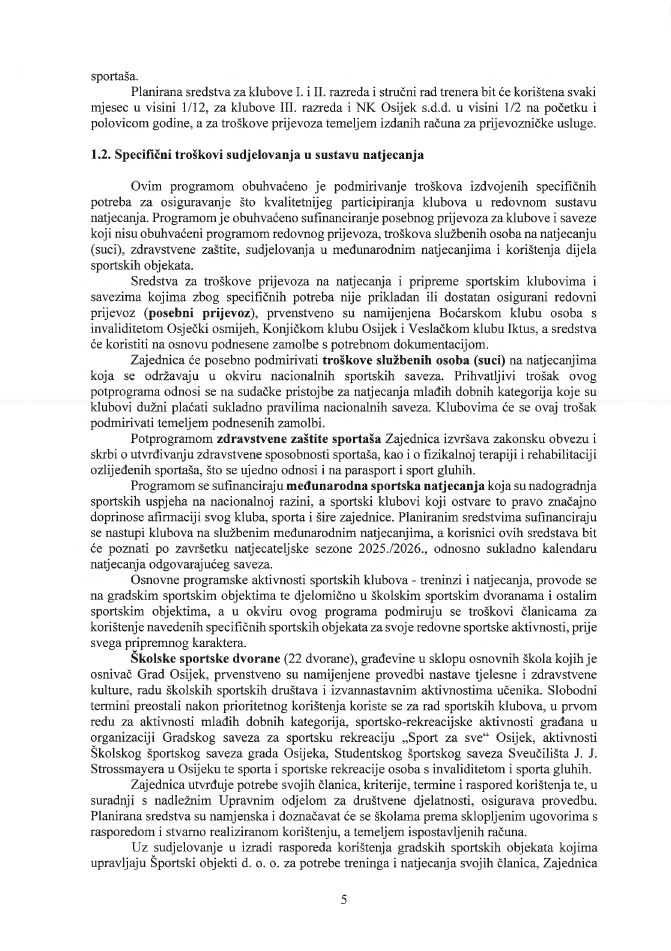 sportaša.
Planirana sredstva za klubove I. i II. razreda i stručni rad trenera bit će korištena svaki
mjesec u visini 1/12, za klubove III. razreda i NK Osijek s.d.d. u visini 1/2 na početku i
polovicom godine, a za troškove prijevoza temeljem izdanih računa za prijevozničke usluge.
1.2. Specifični troškovi sudjelovanja u sustavu natjecanja
Ovim programom obuhvaćeno je podmirivanje troškova izdvojenih specifičnih
potreba za osiguravanje što kvalitetnijeg participiranja klubova u redovnom sustavu
natjecanja. Programom je obuhvaćeno sufinanciranje posebnog prijevoza za klubove i saveze
koji nisu obuhvaćeni programom redovnog prijevoza, troškova službenih osoba na natjecanju
(suci), zdravstvene zaštite, sudjelovanja u međunarodnim natjecanjima i korištenja dijela
sportskih objekata.
Sredstva za troškove prijevoza na natjecanja i pripreme sportskim klubovima i
savezima kojima zbog specifičnih potreba nije prikladan ili dostatan osigurani redovni
prijevoz (posebni prijevoz), prvenstveno su namijenjena Boćarskom klubu osoba s
invaliditetom Osječki osmijeh, Konjičkom klubu Osijek i Veslačkom klubu Iktus, a sredstva
će koristiti na osnovu podnesene zamolbe s potrebnom dokumentacijom.
Zajednica će posebno podmirivati troškove službenih osoba (suci) na natjecanjima
koja se održavaju u okviru nacionalnih sportskih saveza. Prihvatljivi trošak ovog
potprograma odnosi se na sudačke pristojbe za natjecanja mlađih dobnih kategorija koje su
klubovi dužni plaćati sukladno pravilima nacionalnih saveza. Klubovima će se ovaj trošak
podmirivati temeljem podnesenih zamolbi.
Potprogramom zdravstvene zaštite sportaša Zajednica izvršava zakonsku obvezu i
skrbi o utvrđivanju zdravstvene sposobnosti sportaša, kao i o fizikalnoj terapiji i rehabilitaciji
ozlijeđenih sportaša, što se ujedno odnosi i na parasport i sport gluhih.
Programom se sufinanciraju međunarodna sportska natjecanja koja su nadogradnja
sportskih uspjeha na nacionalnoj razini, a sportski klubovi koji ostvare to pravo značajno
doprinose afirmaciji svog kluba, sporta i šire zajednice. Planiranim sredstvima sufinanciraju
se nastupi klubova na službenim međunarodnim natjecanjima, a korisnici ovih sredstava bit
će poznati po završetku natjecateljske sezone 2025./2026., odnosno sukladno kalendaru
natjecanja odgovarajućeg saveza.
Osnovne programske aktivnosti sportskih klubova - treninzi i natjecanja, provode se
na gradskim sportskim objektima te djelomično u školskim sportskim dvoranama i ostalim
sportskim objektima, a u okviru ovog programa podmiruju se troškovi članicama za
korištenje navedenih specifičnih sportskih objekata za svoje redovne sportske aktivnosti, prije
svega pripremnog karaktera.
Školske sportske dvorane (22 dvorane), građevine u sklopu osnovnih škola kojih je
osnivač Grad Osijek, prvenstveno su namijenjene provedbi nastave tjelesne i zdravstvene
kulture, radu školskih sportskih društava i izvannastavnim aktivnostima učenika. Slobodni
termini preostali nakon prioritetnog korištenja koriste se za rad sportskih klubova, u prvom
redu za aktivnosti mlađih dobnih kategorija, sportsko-rekreacijske aktivnosti građana u
organizaciji Gradskog saveza za sportsku rekreaciju „Sport za sve“ Osijek, aktivnosti
Školskog športskog saveza grada Osijeka, Studentskog športskog saveza Sveučilišta J. J.
Strossmayera u Osijeku te sporta i sportske rekreacije osoba s invaliditetom i sporta gluhih.
Zajednica utvrđuje potrebe svojih članica, kriterije, termine i raspored korištenja te, u
suradnji s nadležnim Upravnim odjelom za društvene djelatnosti, osigurava provedbu.
Planirana sredstva su namjenska i doznačavat će se školama prema sklopljenim ugovorima s
rasporedom i stvarno realiziranom korištenju, a temeljem ispostavljenih računa.
Uz sudjelovanje u izradi rasporeda korištenja gradskih sportskih objekata kojima
upravljaju Športski objekti d. o. o. za potrebe treninga i natjecanja svojih članica, Zajednica
5